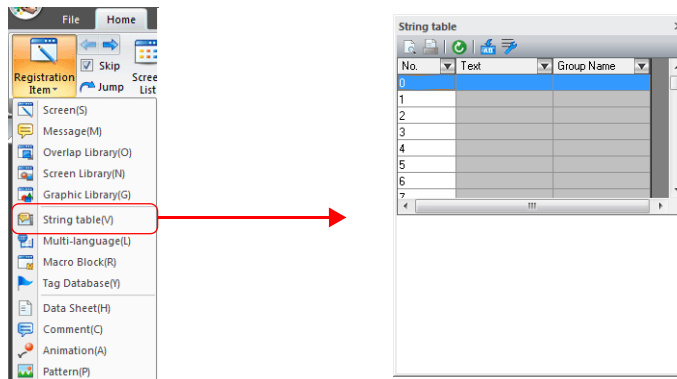 File Home
Skip
Jump
Registration
Item
Scree
List
Screen(S)
Message(M)
Overlap Library(O)
Screen Library(N)
Graphic Library(G)
String table(V)
Multi-language(L)
Macro Block(R)
Tag Database(Y)
Data Sheet(H)
Comment(C)
Animation(A)
Pattern(P)
String table
No. Text Group Name
0
1
2
3
4
5
6
7